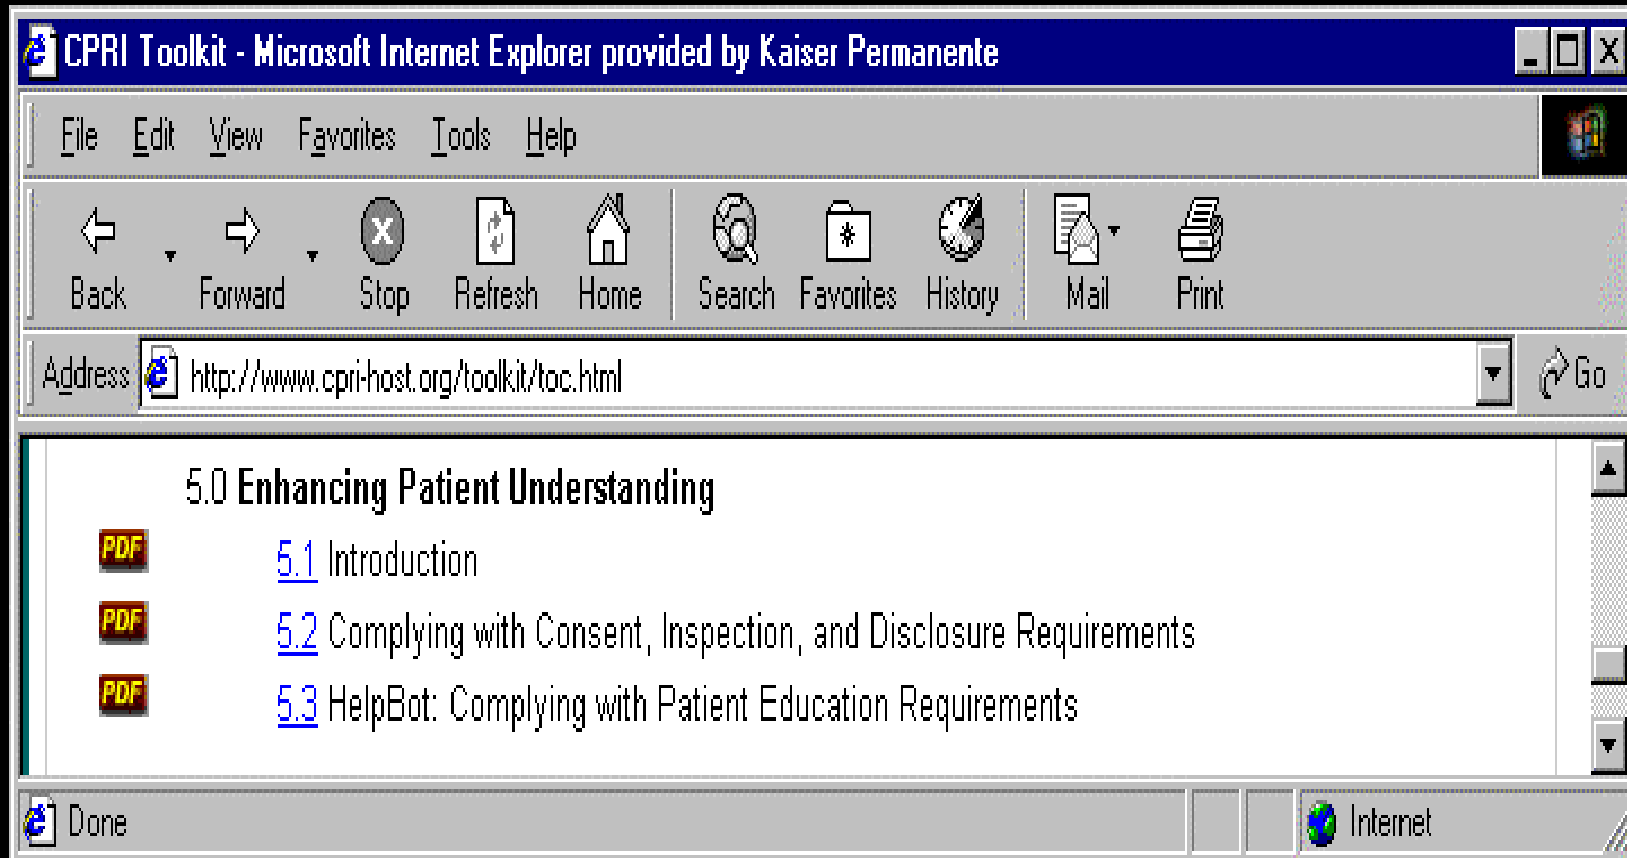 CPRI Toolkit - Microsoft Internet Explorer provided by Kaiser Permanente
File Edit View Favorites Tools Help
Back Forward Stop Refresh Home Search Favorites History Mail Print
Address http://www.cpri-host.org/toolkit/toc.html Go
5.0 Enhancing Patient Understanding
PDF 5.1 Introduction
PDF 5.2 Complying with Consent, Inspection, and Disclosure Requirements
PDF 5.3 HelpBot: Complying with Patient Education Requirements
Done Internet